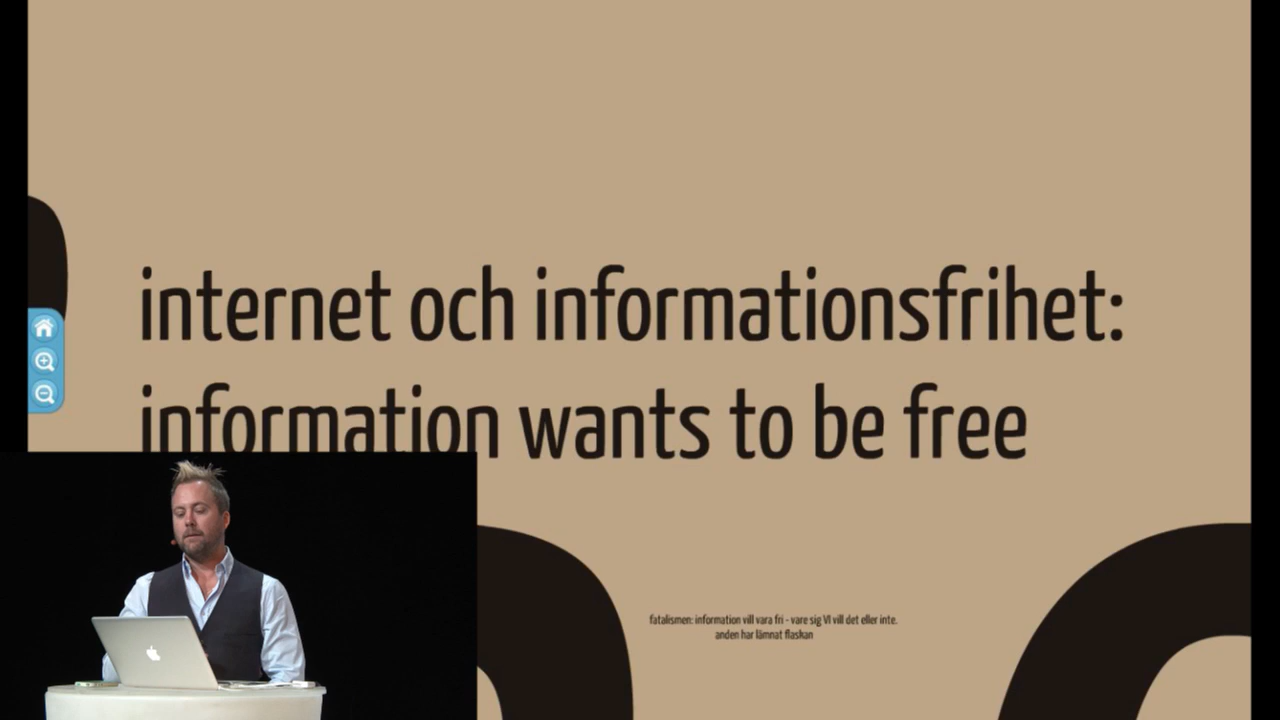 internet och informationsfrihet:
information wants to be free
fatalismen: information vill vara fri - vare sig VI vill det eller inte.
anden har lämnat flaskan